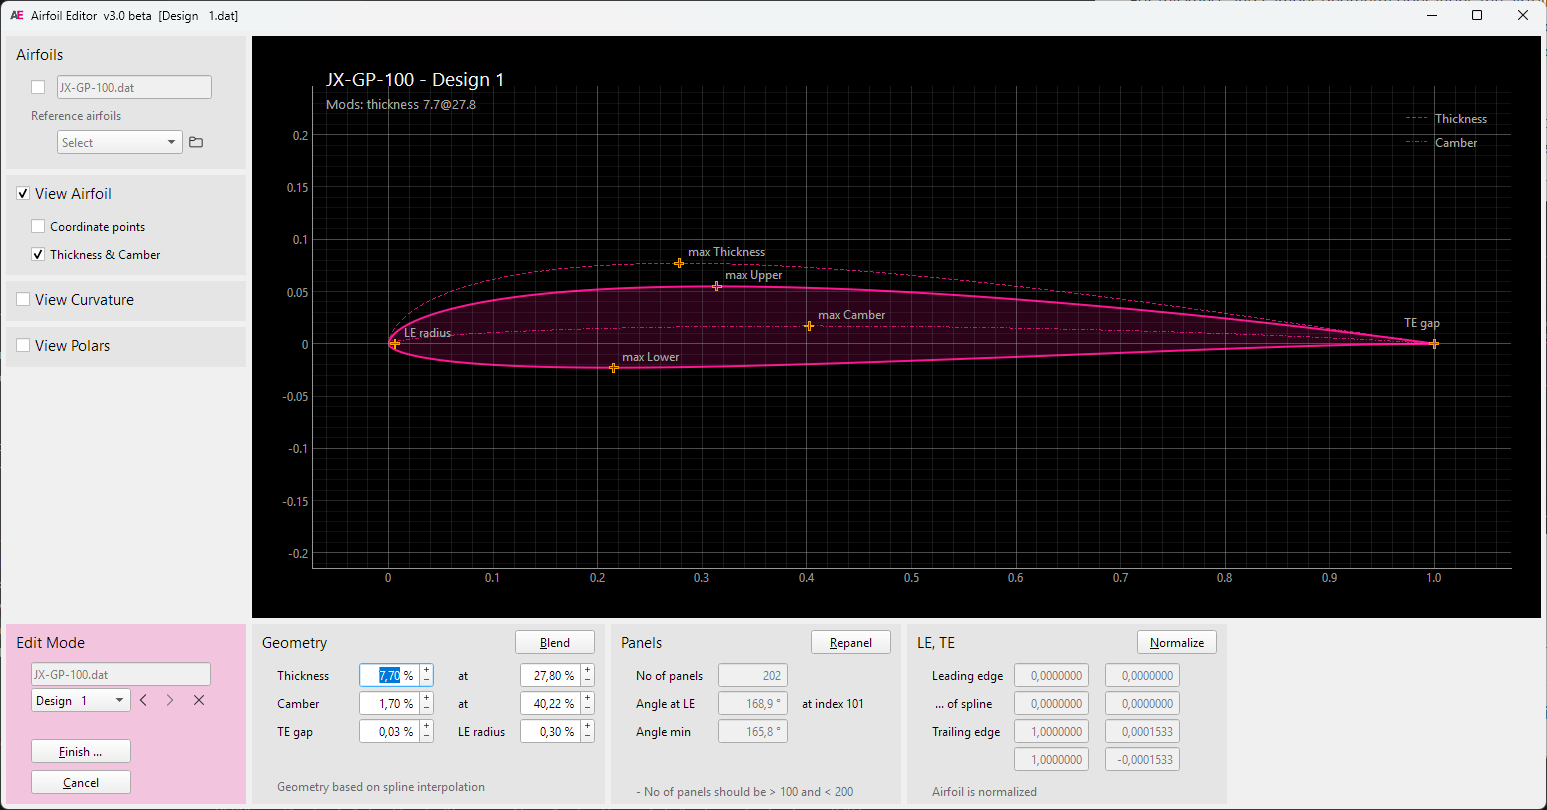 AE Airfoil Editor v3.0 beta [Design 1.dat]
Airfoils
JX-GP-100.dat
Reference airfoils
Select
View Airfoil
Coordinate points
Thickness & Camber
View Curvature
View Polars
JX-GP-100 - Design 1
Mods: thickness 7.7@27.8
Thickness
Camber
0.2
0.15
0.1
0.05
0
-0.05
-0.1
-0.15
-0.2
max Thickness
max Upper
max Camber
LE radius
TE gap
max Lower
0 0.1 0.2 0.3 0.4 0.5 0.6 0.7 0.8 0.9 1.0
Edit Mode
JX-GP-100.dat
Design 1
Finish ...
Cancel
Geometry Blend
Thickness 7,70 % at 27,80 %
Camber 1,70 % at 40,22 %
TE gap 0,03 % LE radius 0,30 %
Geometry based on spline interpolation
Panels Repanel
No of panels 202
Angle at LE 168,9 ° at index 101
Angle min 165,8 °
- No of panels should be > 100 and < 200
LE, TE Normalize
Leading edge 0,0000000 0,0000000
... of spline 0,0000000 0,0000000
Trailing edge 1,0000000 0,0001533
1,0000000 -0,0001533
Airfoil is normalized